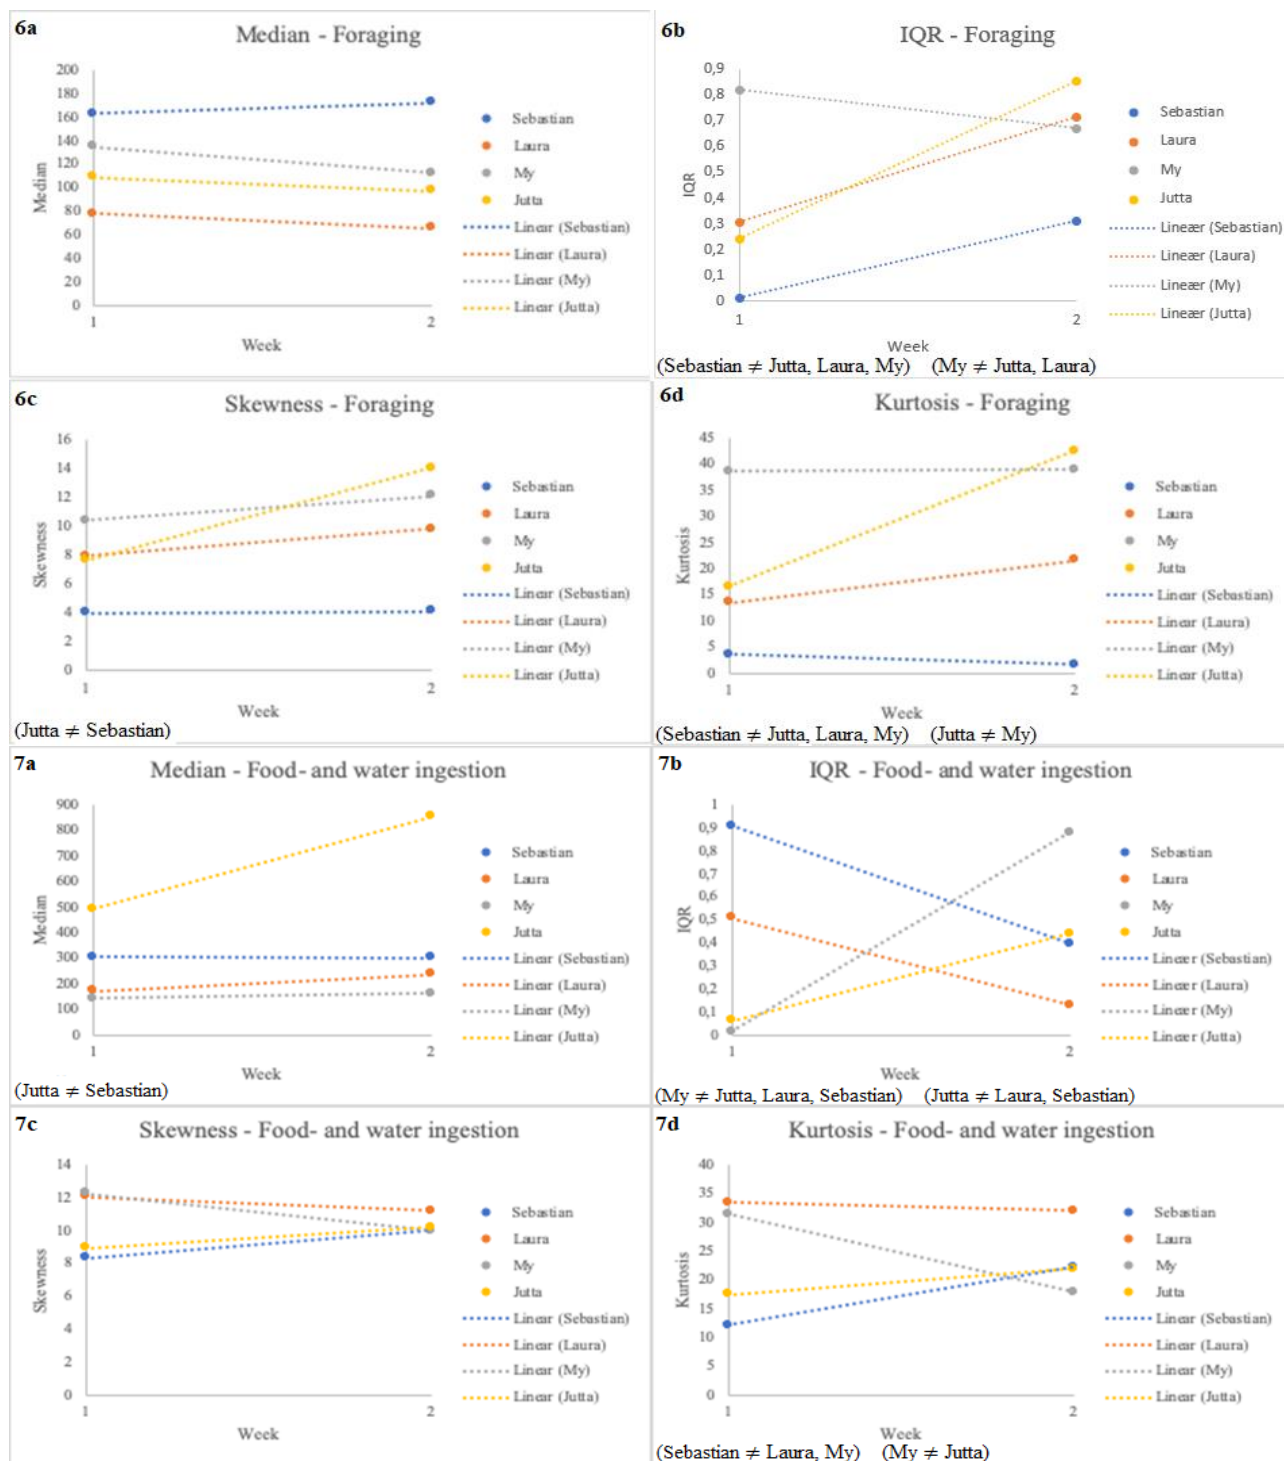 6a
Median - Foraging
200
180
160
140
120
100
80
60
40
20
0
Median
1
2
Week
Sebastian
Laura
My
Jutta
Linear (Sebastian)
Linear (Laura)
Linear (My)
Linear (Jutta)
6b
IQR - Foraging
0,9
0,8
0,7
0,6
0,5
0,4
0,3
0,2
0,1
0
IQR
1
2
Week
Sebastian
Laura
My
Jutta
Lineær (Sebastian)
Lineær (Laura)
Lineær (My)
Lineær (Jutta)
(Sebastian ≠ Jutta, Laura, My) (My ≠ Jutta, Laura)
6c
Skewness - Foraging
16
14
12
10
8
6
4
2
0
Skewness
1
2
Week
Sebastian
Laura
My
Jutta
Linear (Sebastian)
Linear (Laura)
Linear (My)
Linear (Jutta)
(Jutta ≠ Sebastian)
6d
Kurtosis - Foraging
45
40
35
30
25
20
15
10
5
0
Kurtosis
1
2
Week
Sebastian
Laura
My
Jutta
Linear (Sebastian)
Linear (Laura)
Linear (My)
Linear (Jutta)
(Sebastian ≠ Jutta, Laura, My) (Jutta ≠ My)
7a
Median - Food- and water ingestion
900
800
700
600
500
400
300
200
100
0
Median
1
2
Week
Sebastian
Laura
My
Jutta
Linear (Sebastian)
Linear (Laura)
Linear (My)
Linear (Jutta)
(Jutta ≠ Sebastian)
7b
IQR - Food- and water ingestion
1
0,9
0,8
0,7
0,6
0,5
0,4
0,3
0,2
0,1
0
IQR
1
2
Week
Sebastian
Laura
My
Jutta
Lineær (Sebastian)
Lineær (Laura)
Lineær (My)
Lineær (Jutta)
(My ≠ Jutta, Laura, Sebastian) (Jutta ≠ Laura, Sebastian)
7c
Skewness - Food- and water ingestion
14
12
10
8
6
4
2
0
Skewness
1
2
Week
Sebastian
Laura
My
Jutta
Linear (Sebastian)
Linear (Laura)
Linear (My)
Linear (Jutta)
7d
Kurtosis - Food- and water ingestion
40
35
30
25
20
15
10
5
0
Kurtosis
1
2
Week
Sebastian
Laura
My
Jutta
Linear (Sebastian)
Linear (Laura)
Linear (My)
Linear (Jutta)
(Sebastian ≠ Laura, My) (My ≠ Jutta)